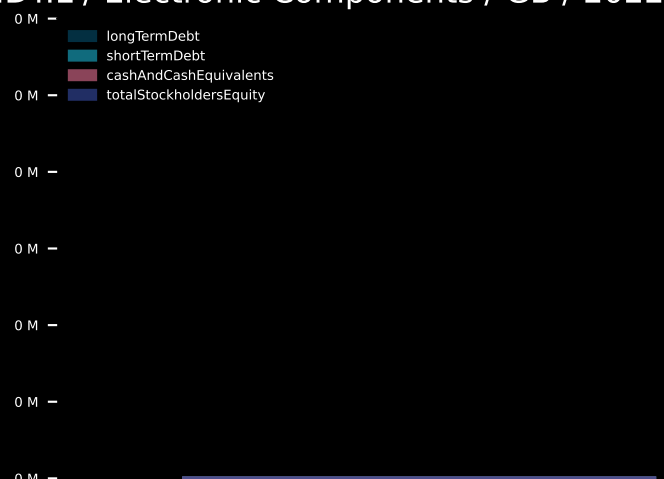 / Electronic Components / GB / 2022
0 M
longTermDebt
shortTermDebt
cashAndCashEquivalents
0 M
totalStockholdersEquity
0 M
0 M
0 M
0 M
0 M